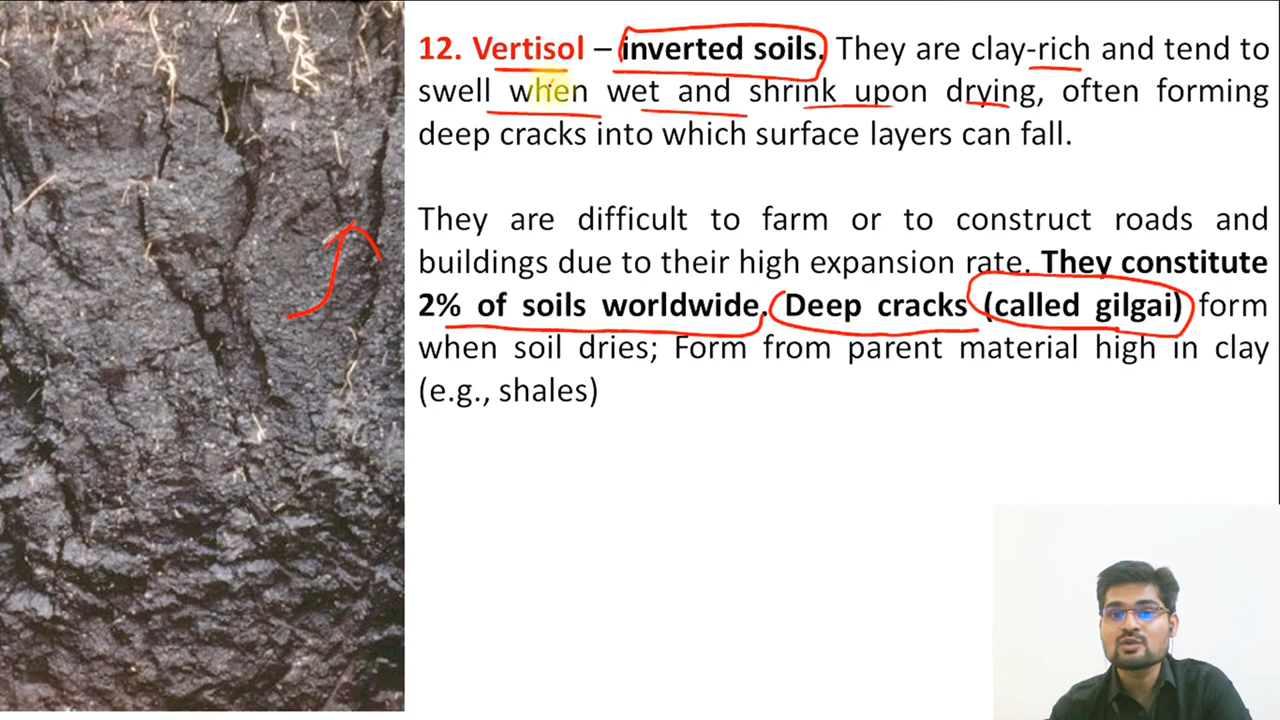 12. Vertisol – inverted soils. They are clay-rich and tend to
swell when wet and shrink upon drying, often forming
deep cracks into which surface layers can fall.
They are difficult to farm or to construct roads and
buildings due to their high expansion rate. They constitute
2% of soils worldwide. Deep cracks (called gilgai) form
when soil dries; Form from parent material high in clay
(e.g., shales)